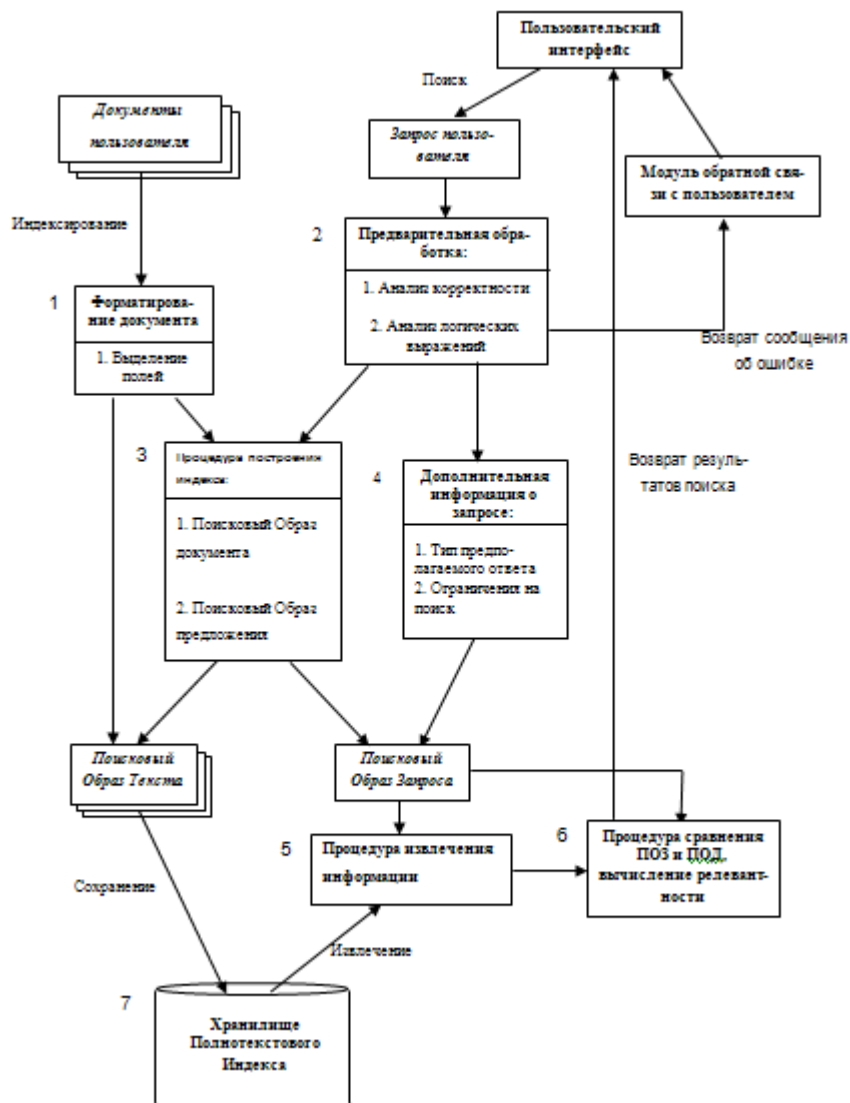 Пользовательский
интерфейс
Поиск
Документы
пользователя
Запрос пользо-
вателя
Модуль обратной свя-
зи с пользователем
Индексирование
2
Предварительная обра-
ботка:
1. Анализ корректности
2. Анализ логических
выражений
1
Форматирова-
ние документа
1. Выделение
полей
Возврат сообщения
об ошибке
3
Процедура построения
индекса:
1. Поисковый Образ
документа
2. Поисковый Образ
предложения
4
Дополнительная
информация о
запросе:
1. Тип предпо-
лагаемого ответа
2. Ограничения на
поиск
Возврат резуль-
татов поиска
Поисковый
Образ Текста
Поисковый
Образ Запроса
5
Процедура извлечения
информации
6
Процедура сравнения
ПОЗ и ПОД,
вычисление релевант-
ности
Сохранение
Извлечение
7
Хранилище
Полнотекстового
Индекса